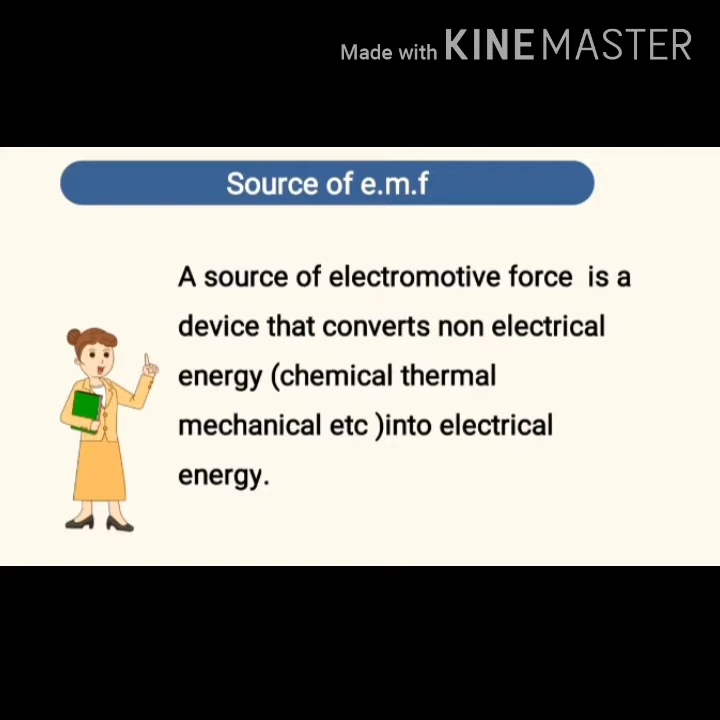 Made with KINEMASTER
Source of e.m.f
A source of electromotive force is a
device that converts non electrical
energy (chemical thermal
mechanical etc )into electrical
energy.